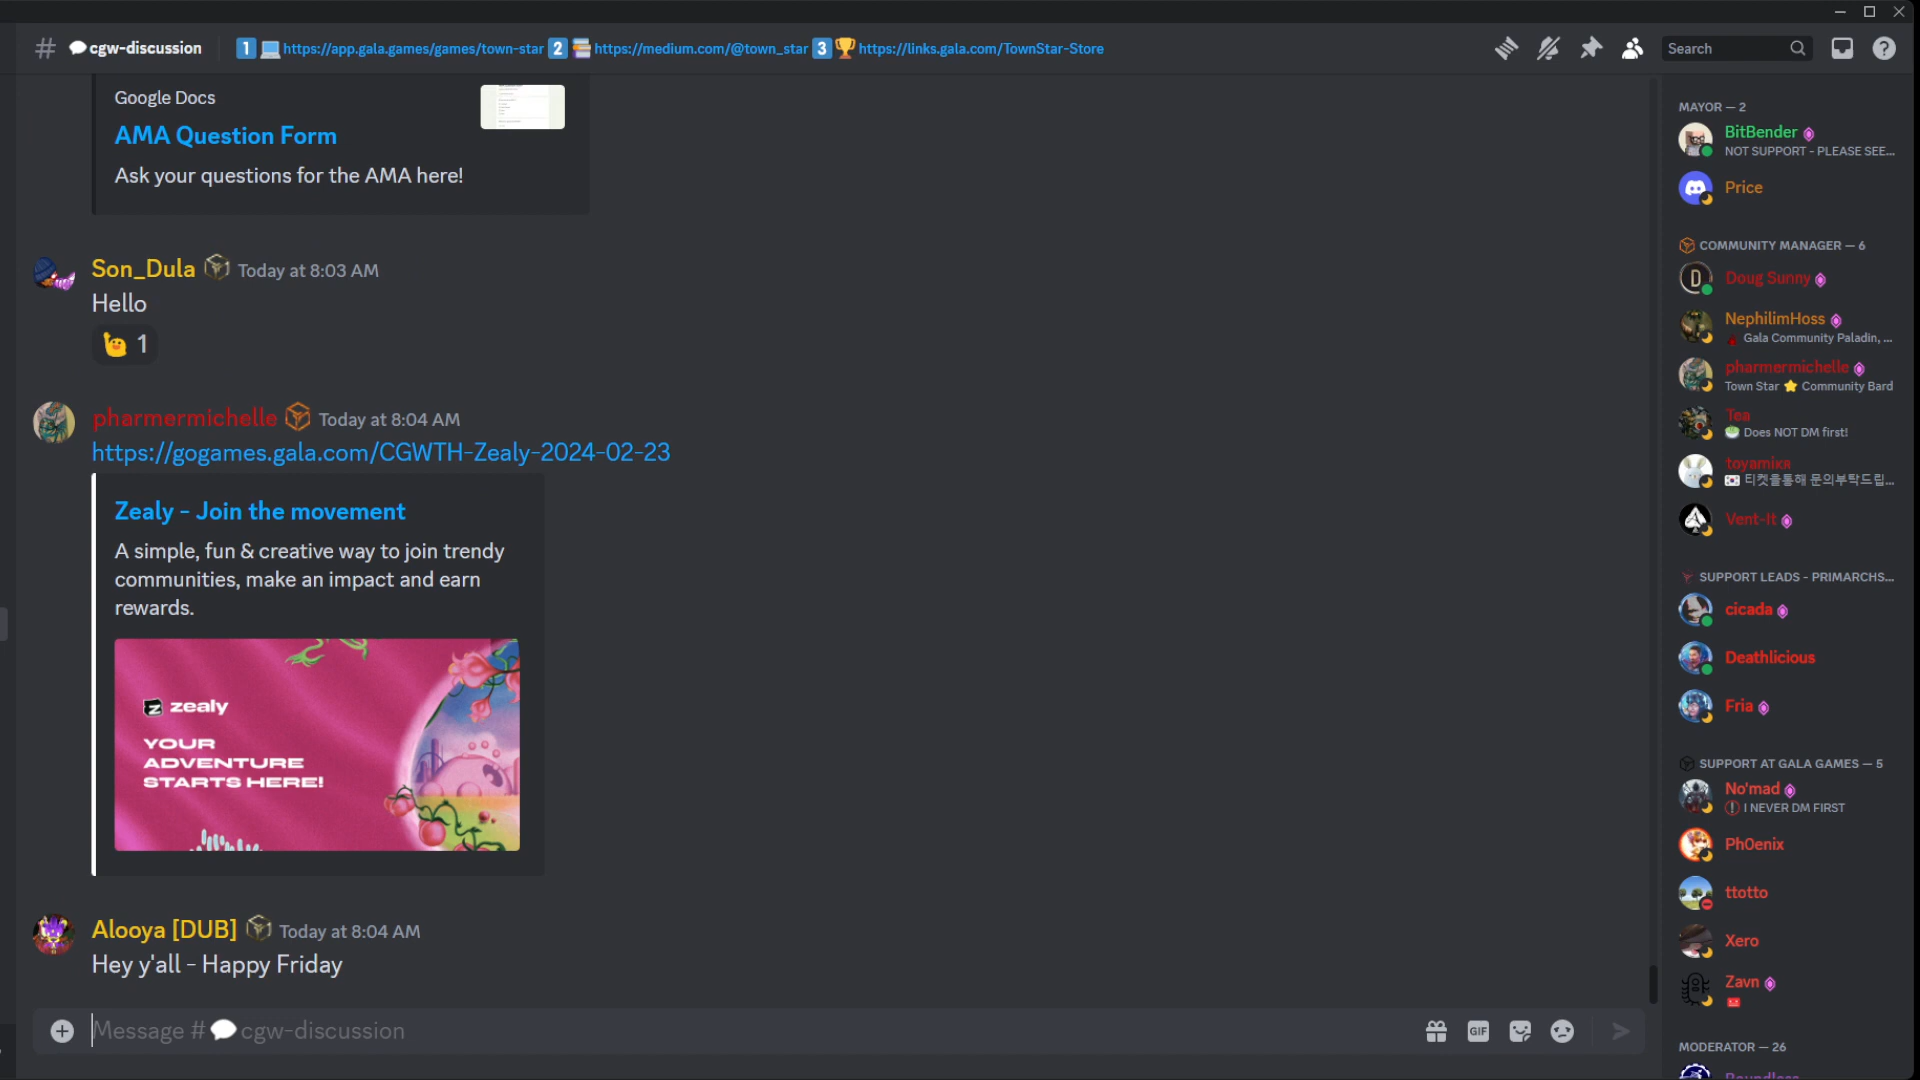 cgw-discussion
1 https://app.gala.games/games/town-star 2 https://medium.com/@town_star 3 https://links.gala.com/TownStar-Store
Search
Google Docs
AMA Question Form
Ask your questions for the AMA here!
Son_Dula Today at 8:03 AM
Hello
1
pharmermichelle Today at 8:04 AM
https://gogames.gala.com/CGWTH-Zealy-2024-02-23
Zealy - Join the movement
A simple, fun & creative way to join trendy
communities, make an impact and earn
rewards.
zealy
YOUR
ADVENTURE
STARTS HERE!
Alooya [DUB] Today at 8:04 AM
Hey y'all - Happy Friday
Message # cgw-discussion
GIF
MAYOR — 2
BitBender
NOT SUPPORT - PLEASE SEE...
Price
COMMUNITY MANAGER — 6
Doug Sunny
NephilimHoss
Gala Community Paladin, ...
pharmermichelle
Town Star ⭐ Community Bard
Tea
Does NOT DM first!
toyamixa
티켓을통해 문의부탁드립...
Vent-It
SUPPORT LEADS - PRIMARCHS...
cicada
Deathlicious
Fria
SUPPORT AT GALA GAMES — 5
No'mad
I NEVER DM FIRST
Ph0enix
ttotto
Xero
Zavn
MODERATOR — 26